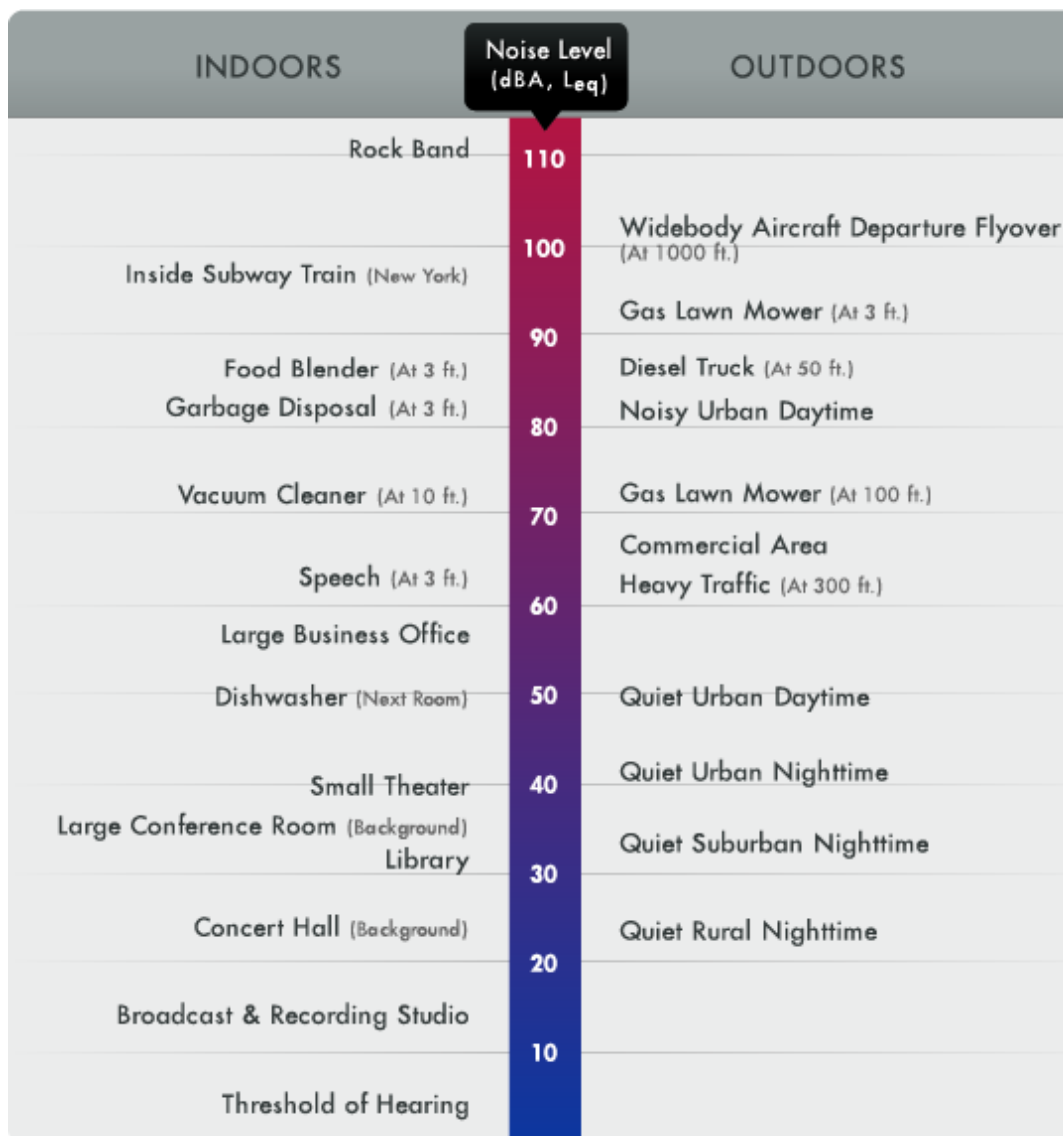 INDOORS
Noise Level
(dBA, Leq)
OUTDOORS
Rock Band
110
Widebody Aircraft Departure Flyover
(At 1000 ft.)
100
Inside Subway Train (New York)
Gas Lawn Mower (At 3 ft.)
90
Food Blender (At 3 ft.)
Diesel Truck (At 50 ft.)
Garbage Disposal (At 3 ft.)
Noisy Urban Daytime
80
Vacuum Cleaner (At 10 ft.)
Gas Lawn Mower (At 100 ft.)
70
Commercial Area
Speech (At 3 ft.)
Heavy Traffic (At 300 ft.)
60
Large Business Office
Dishwasher (Next Room)
50
Quiet Urban Daytime
Quiet Urban Nighttime
Small Theater
40
Large Conference Room (Background)
Quiet Suburban Nighttime
Library
30
Concert Hall (Background)
Quiet Rural Nighttime
20
Broadcast & Recording Studio
10
Threshold of Hearing